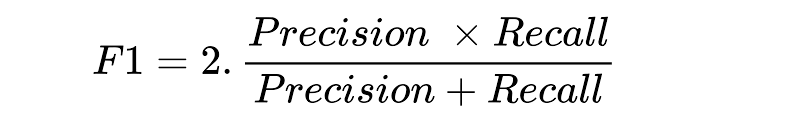 F1 = 2. Precision × Recall
Precision + Recall